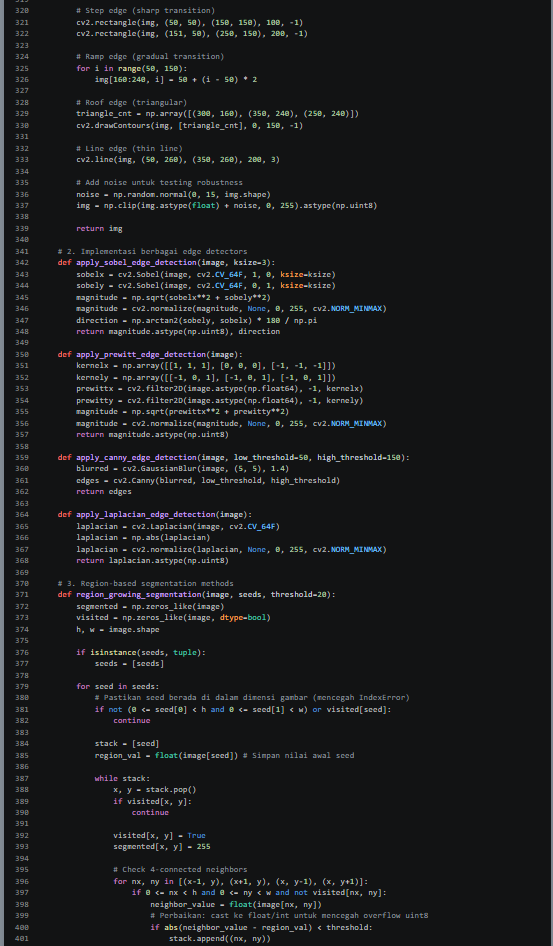 320 # Step edge (sharp transition)
321 cv2.rectangle(img, (50, 50), (150, 150), 100, -1)
322 cv2.rectangle(img, (151, 50), (250, 150), 200, -1)
323
324 # Ramp edge (gradual transition)
325 for i in range(50, 150):
326 img[160:240, i] = 50 + (i - 50) * 2
327
328 # Roof edge (triangular)
329 triangle_cnt = np.array([(300, 160), (350, 240), (250, 240)])
330 cv2.drawContours(img, [triangle_cnt], 0, 150, -1)
331
332 # Line edge (thin line)
333 cv2.line(img, (50, 260), (350, 260), 200, 3)
334
335 # Add noise untuk testing robustness
336 noise = np.random.normal(0, 15, img.shape)
337 img = np.clip(img.astype(float) + noise, 0, 255).astype(np.uint8)
338
339 return img
340
341 # 2. Implementasi berbagai edge detectors
342 def apply_sobel_edge_detection(image, ksize=3):
343 sobelx = cv2.Sobel(image, cv2.CV_64F, 1, 0, ksize=ksize)
344 sobely = cv2.Sobel(image, cv2.CV_64F, 0, 1, ksize=ksize)
345 magnitude = np.sqrt(sobelx**2 + sobely**2)
346 magnitude = cv2.normalize(magnitude, None, 0, 255, cv2.NORM_MINMAX)
347 direction = np.arctan2(sobely, sobelx) * 180 / np.pi
348 return magnitude.astype(np.uint8), direction
349
350 def apply_prewitt_edge_detection(image):
351 kernelx = np.array([[1, 1, 1], [0, 0, 0], [-1, -1, -1]])
352 kernely = np.array([[-1, 0, 1], [-1, 0, 1], [-1, 0, 1]])
353 prewittx = cv2.filter2D(image.astype(np.float64), -1, kernelx)
354 prewitty = cv2.filter2D(image.astype(np.float64), -1, kernely)
355 magnitude = np.sqrt(prewittx**2 + prewitty**2)
356 magnitude = cv2.normalize(magnitude, None, 0, 255, cv2.NORM_MINMAX)
357 return magnitude.astype(np.uint8)
358
359 def apply_canny_edge_detection(image, low_threshold=50, high_threshold=150):
360 blurred = cv2.GaussianBlur(image, (5, 5), 1.4)
361 edges = cv2.Canny(blurred, low_threshold, high_threshold)
362 return edges
363
364 def apply_laplacian_edge_detection(image):
365 laplacian = cv2.Laplacian(image, cv2.CV_64F)
366 laplacian = np.abs(laplacian)
367 laplacian = cv2.normalize(laplacian, None, 0, 255, cv2.NORM_MINMAX)
368 return laplacian.astype(np.uint8)
369
370 # 3. Region-based segmentation methods
371 def region_growing_segmentation(image, seeds, threshold=20):
372 segmented = np.zeros_like(image)
373 visited = np.zeros_like(image, dtype=bool)
374 h, w = image.shape
375
376 if isinstance(seeds, tuple):
377 seeds = [seeds]
378
379 for seed in seeds:
380 # Pastikan seed berada di dalam dimensi gambar (mencegah IndexError)
381 if not (0 <= seed[0] < h and 0 <= seed[1] < w) or visited[seed]:
382 continue
383
384 stack = [seed]
385 region_val = float(image[seed]) # Simpan nilai awal seed
386
387 while stack:
388 x, y = stack.pop()
389 if visited[x, y]:
390 continue
391
392 visited[x, y] = True
393 segmented[x, y] = 255
394
395 # Check 4-connected neighbors
396 for nx, ny in [(x-1, y), (x+1, y), (x, y-1), (x, y+1)]:
397 if 0 <= nx < h and 0 <= ny < w and not visited[nx, ny]:
398 neighbor_value = float(image[nx, ny])
399 # Perbaikan: cast ke float/int untuk mencegah overflow uint8
400 if abs(neighbor_value - region_val) < threshold:
401 stack.append((nx, ny))